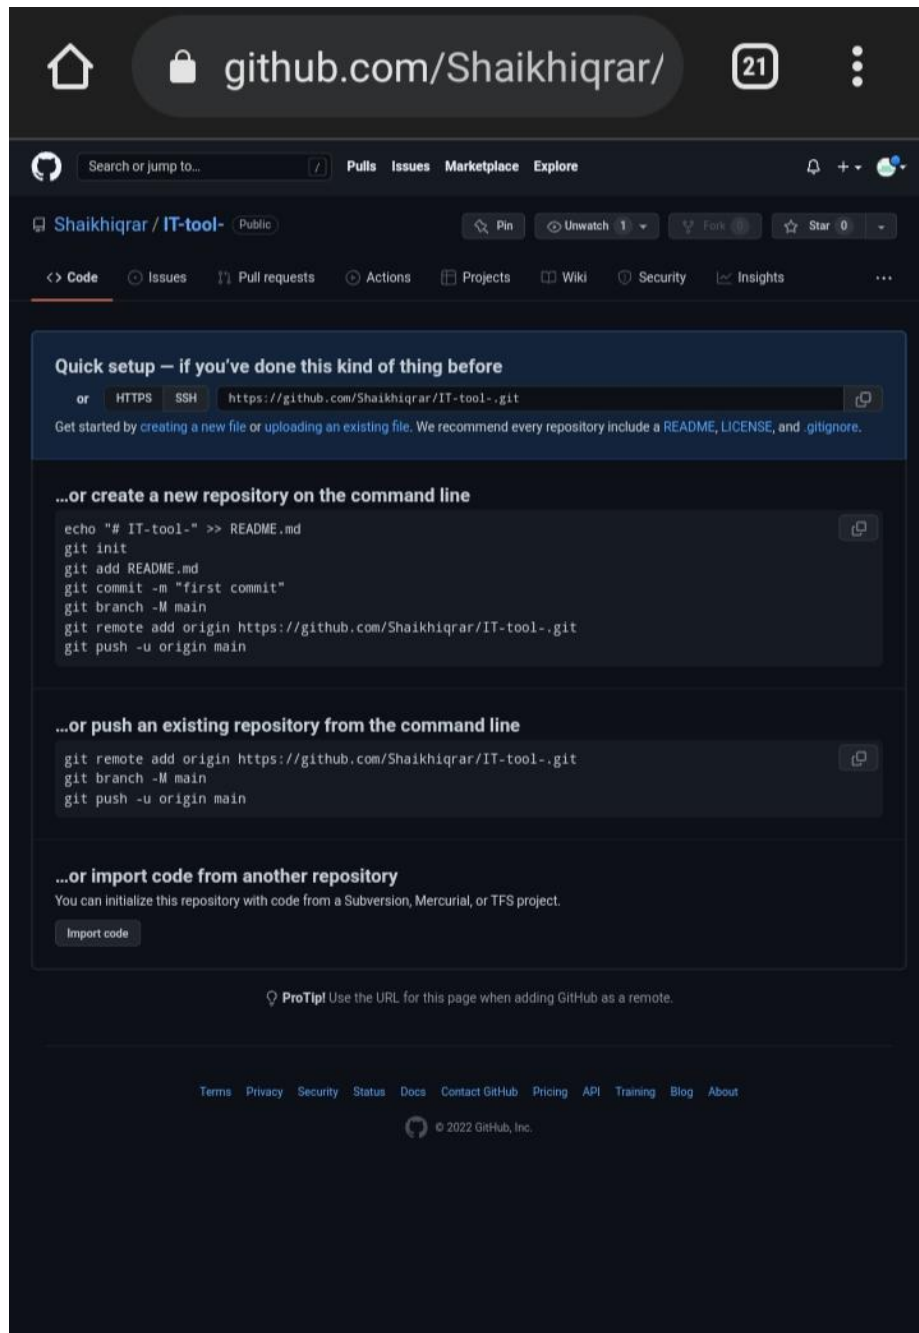 github.com/Shaikhiqrar/ 21
Search or jump to... / Pulls Issues Marketplace Explore
Shaikhiqrar / IT-tool- Public Pin Unwatch 1 Fork 0 Star 0
Code Issues Pull requests Actions Projects Wiki Security Insights
Quick setup — if you've done this kind of thing before
or HTTPS SSH https://github.com/Shaikhiqrar/IT-tool-.git
Get started by creating a new file or uploading an existing file. We recommend every repository include a README, LICENSE, and .gitignore.
...or create a new repository on the command line
echo "# IT-tool-" >> README.md
git init
git add README.md
git commit -m "first commit"
git branch -M main
git remote add origin https://github.com/Shaikhiqrar/IT-tool-.git
git push -u origin main
...or push an existing repository from the command line
git remote add origin https://github.com/Shaikhiqrar/IT-tool-.git
git branch -M main
git push -u origin main
...or import code from another repository
You can initialize this repository with code from a Subversion, Mercurial, or TFS project.
Import code
ProTip! Use the URL for this page when adding GitHub as a remote.
Terms Privacy Security Status Docs Contact GitHub Pricing API Training Blog About
© 2022 GitHub, Inc.